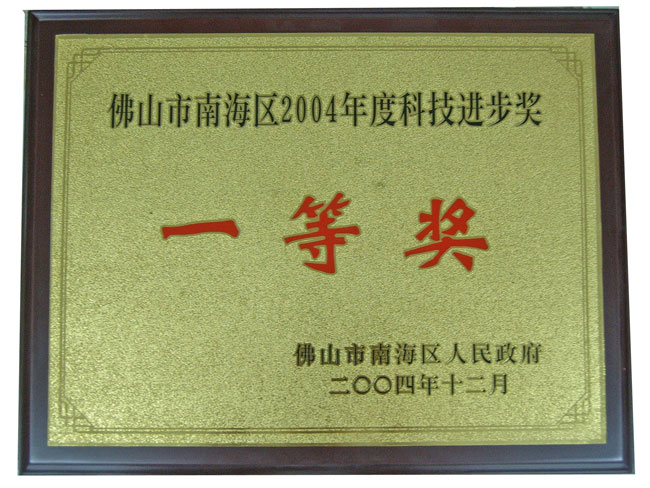 佛山市南海区2004年度科技进步奖
一等奖
佛山市南海区人民政府
二〇〇四年十二月